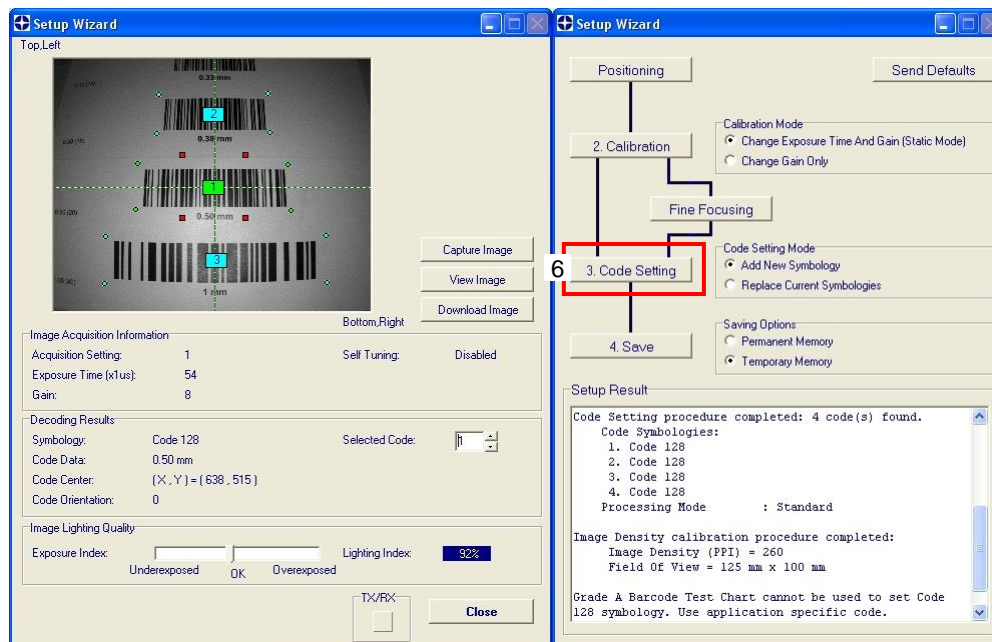 Setup Wizard
Top,Left
0.33 mm
2
0.38 mm
1
0.50 mm
3
1 mm
Capture Image
View Image
Download Image
Bottom,Right
Image Acquisition Information
Acquisition Setting: 1 Self Tuning: Disabled
Exposure Time (x1us): 54
Gain: 8
Decoding Results
Symbology: Code 128 Selected Code: 1
Code Data: 0.50 mm
Code Center: (X,Y)=(638,515)
Code Orientation: 0
Image Lighting Quality
Exposure Index: Lighting Index: 92%
Underexposed OK Overexposed
TX/RX
Close
Setup Wizard
Positioning Send Defaults
Calibration Mode
2. Calibration
Change Exposure Time And Gain (Static Mode)
Change Gain Only
Fine Focusing
Code Setting Mode
6 3. Code Setting
Add New Symbology
Replace Current Symbologies
Saving Options
4. Save
Permanent Memory
Temporary Memory
Setup Result
Code Setting procedure completed: 4 code(s) found.
Code Symbologies:
1. Code 128
2. Code 128
3. Code 128
4. Code 128
Processing Mode : Standard
Image Density calibration procedure completed:
Image Density (PPI) = 260
Field Of View = 125 mm x 100 mm
Grade A Barcode Test Chart cannot be used to set Code
128 symbology. Use application specific code.